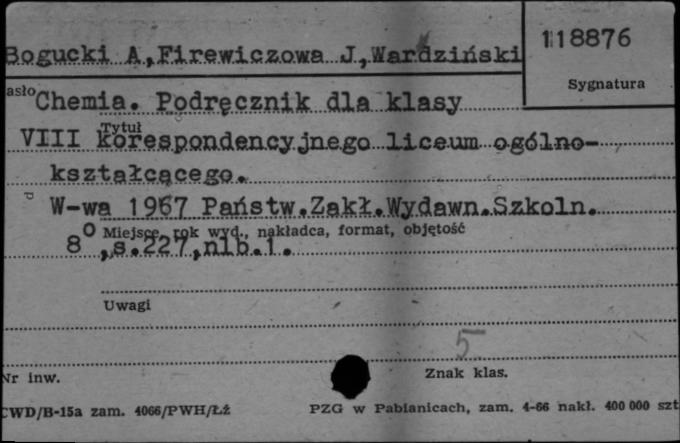 Bogucki A,Firewiczowa J,Wardziński
118876
Sygnatura
asło
Chemia. Podręcznik dla klasy
Tytuł
VIII korespondencyjnego liceum ogólno-
kształcącego.
W-wa 1967 Państw.Zakł.Wydawn.Szkoln.
Miejsce, rok wyd., nakładca, format, objętość
8°,s.227,nlb.1.
Uwagi
5
Nr inw.
Znak klas.
CWD/B-15a zam. 4066/PWH/Łż
PZG w Pabianicach, zam. 4-66 nakł. 400 000 szt